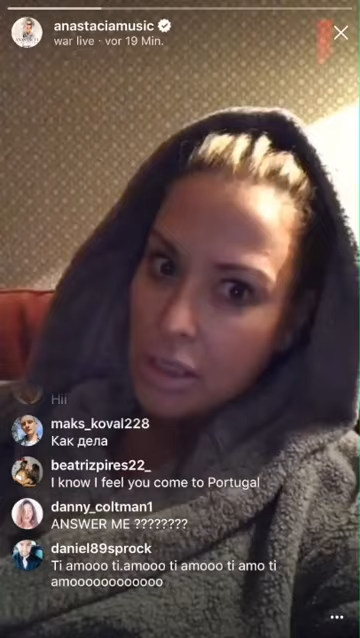 anastaciamusic
war live · vor 19 Min.
Hii
maks_koval228
Как дела
beatrizpires22_
I know I feel you come to Portugal
danny_coltman1
ANSWER ME ????????
daniel89sprock
Ti amooo ti.amooo ti amooo ti amo ti
amoooooooooooo